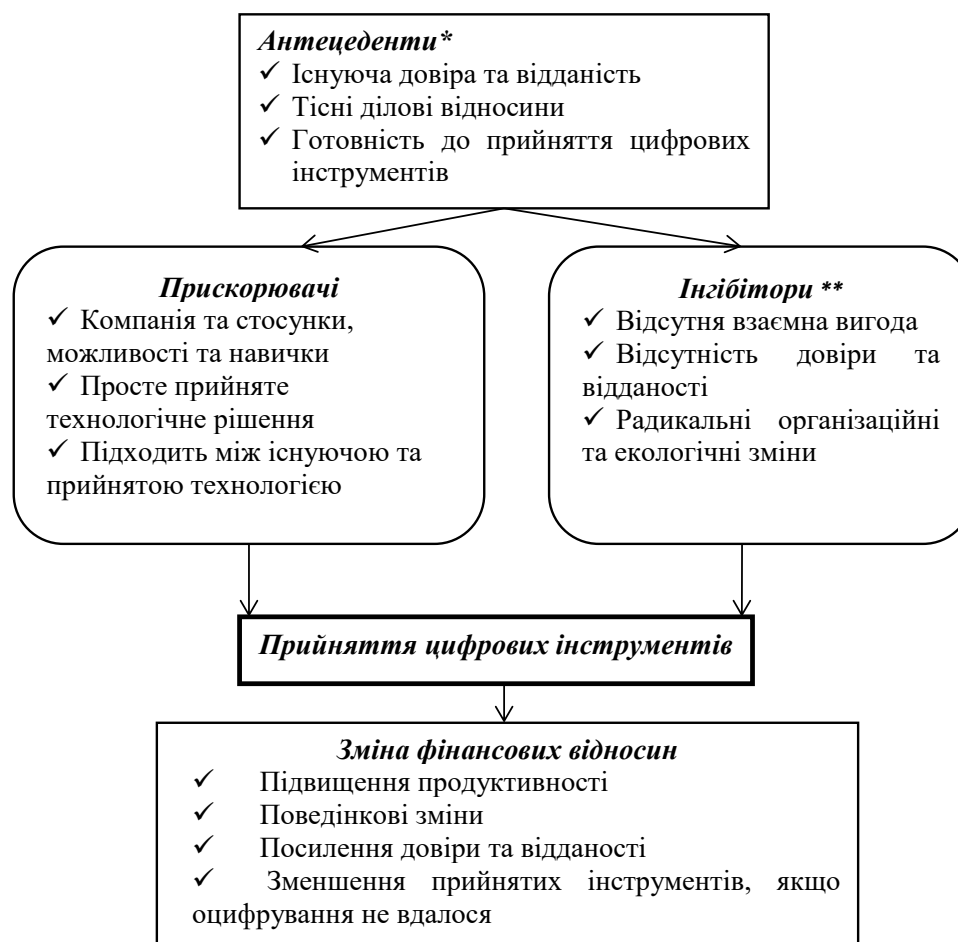 Антецеденти*
✓ Існуюча довіра та відданість
✓ Тісні ділові відносини
✓ Готовність до прийняття цифрових
інструментів
Прискорювачі
✓ Компанія та стосунки,
можливості та навички
✓ Просте прийняте
технологічне рішення
✓ Підходить між існуючою та
прийнятою технологією
Інгібітори **
✓ Відсутня взаємна вигода
✓ Відсутність довіри та
відданості
✓ Радикальні організаційні
та екологічні зміни
Прийняття цифрових інструментів
Зміна фінансових відносин
✓ Підвищення продуктивності
✓ Поведінкові зміни
✓ Посилення довіри та відданості
✓ Зменшення прийнятих інструментів, якщо
оцифрування не вдалося